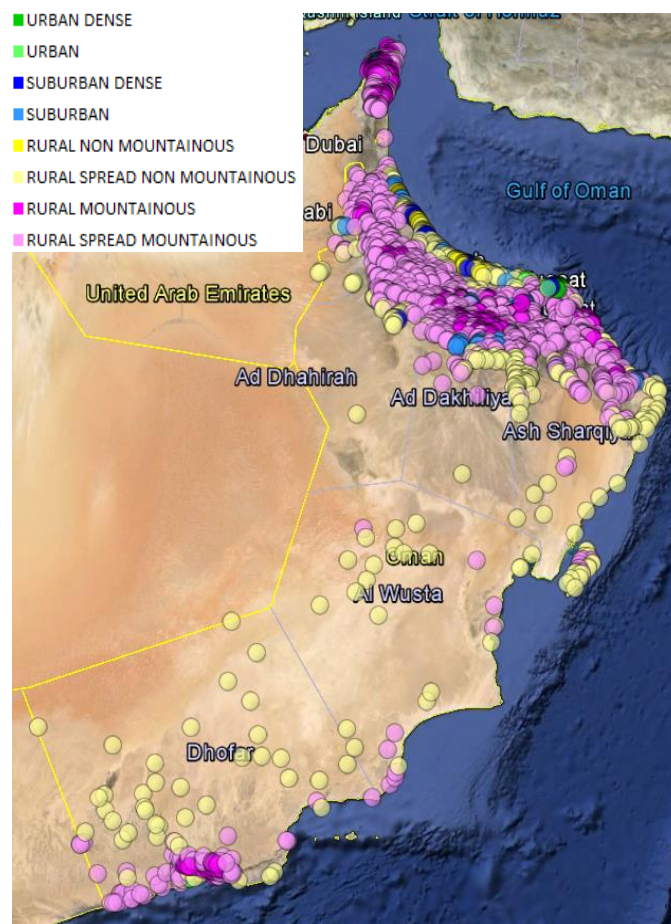 URBAN DENSE
URBAN
SUBURBAN DENSE
SUBURBAN
RURAL NON MOUNTAINOUS
RURAL SPREAD NON MOUNTAINOUS
RURAL MOUNTAINOUS
RURAL SPREAD MOUNTAINOUS
Dubai
Gulf of Oman
United Arab Emirates
Ad Dhahirah
Ad Dakhiliya
Ash Sharqiya
Oman
Al Wusta
Dhofar